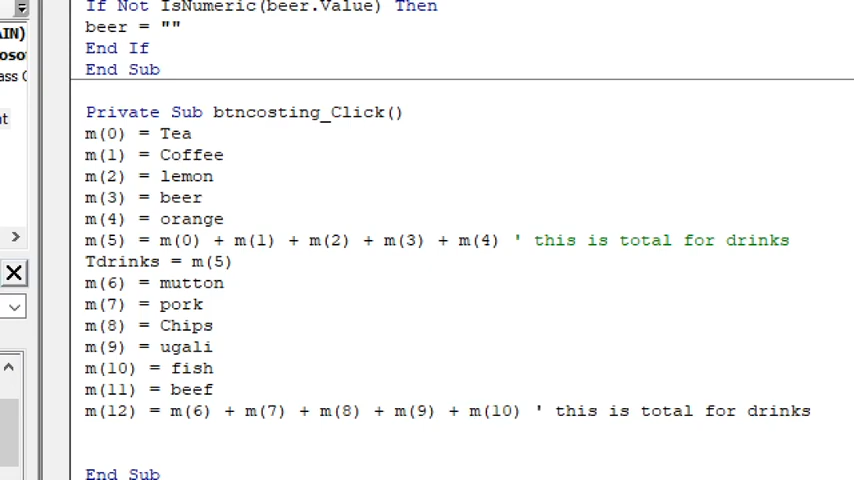 If Not IsNumeric(beer.Value) Then
beer = ""
End If
End Sub
Private Sub btncosting_Click()
m(0) = Tea
m(1) = Coffee
m(2) = lemon
m(3) = beer
m(4) = orange
m(5) = m(0) + m(1) + m(2) + m(3) + m(4) ' this is total for drinks
Tdrinks = m(5)
m(6) = mutton
m(7) = pork
m(8) = Chips
m(9) = ugali
m(10) = fish
m(11) = beef
m(12) = m(6) + m(7) + m(8) + m(9) + m(10) ' this is total for drinks
End Sub